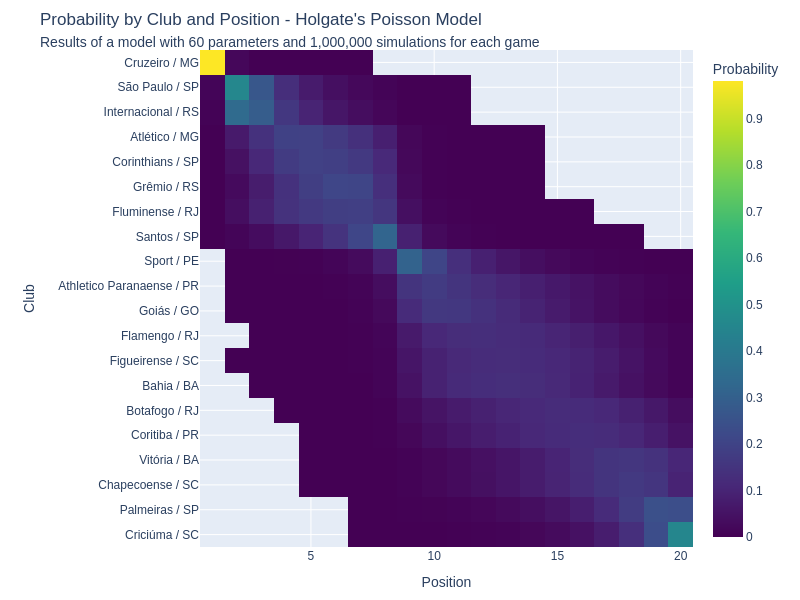 Probability by Club and Position - Holgate's Poisson Model
Results of a model with 60 parameters and 1,000,000 simulations for each game
Cruzeiro / MG
São Paulo / SP
Internacional / RS
Atlético / MG
Corinthians / SP
Grêmio / RS
Fluminense / RJ
Santos / SP
Sport / PE
Athletico Paranaense / PR
Goiás / GO
Flamengo / RJ
Figueirense / SC
Bahia / BA
Botafogo / RJ
Coritiba / PR
Vitória / BA
Chapecoense / SC
Palmeiras / SP
Criciúma / SC
Club
5
10
15
20
Position
Probability
0.9
0.8
0.7
0.6
0.5
0.4
0.3
0.2
0.1
0